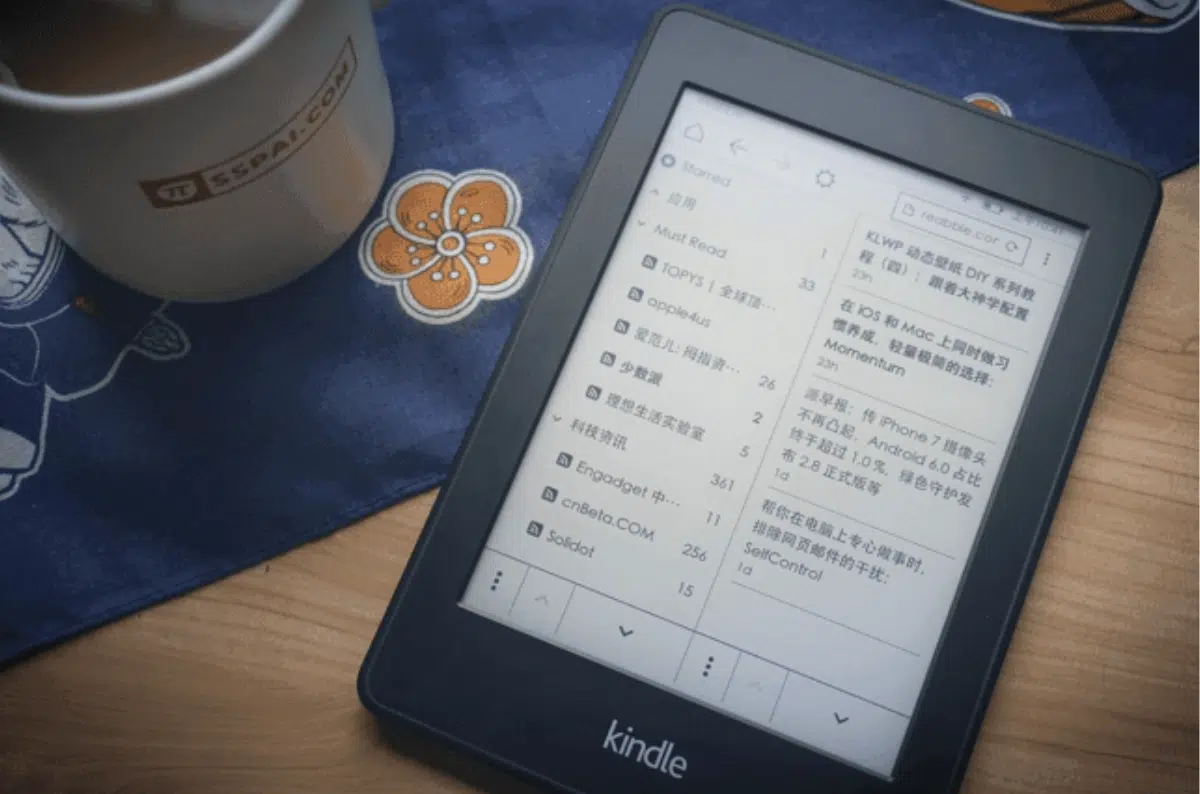 π SSPAI.COM
Starred
应用
Must Read 1
TOPYS | 全球顶… 33
apple4us
爱范儿: 拇指资…
少数派 26
理想生活实验室 2
科技资讯 5
Engadget 中… 361
cnBeta.COM 11
Solidot 256
15
reabble.cor
KLWP 动态壁纸 DIY 系列教
程（四）：跟着大神学配置
23h
在 iOS 和 Mac 上同时做习
惯养成，轻量极简的选择：
Momentum
23h
派早报：传 iPhone 7 摄像头
不再凸起，Android 6.0 占比
终于超过 1.0 %，绿色守护发
布 2.8 正式版等
1d
帮你在电脑上专心做事时，
排除网页邮件的干扰：
SelfControl
1d
kindle